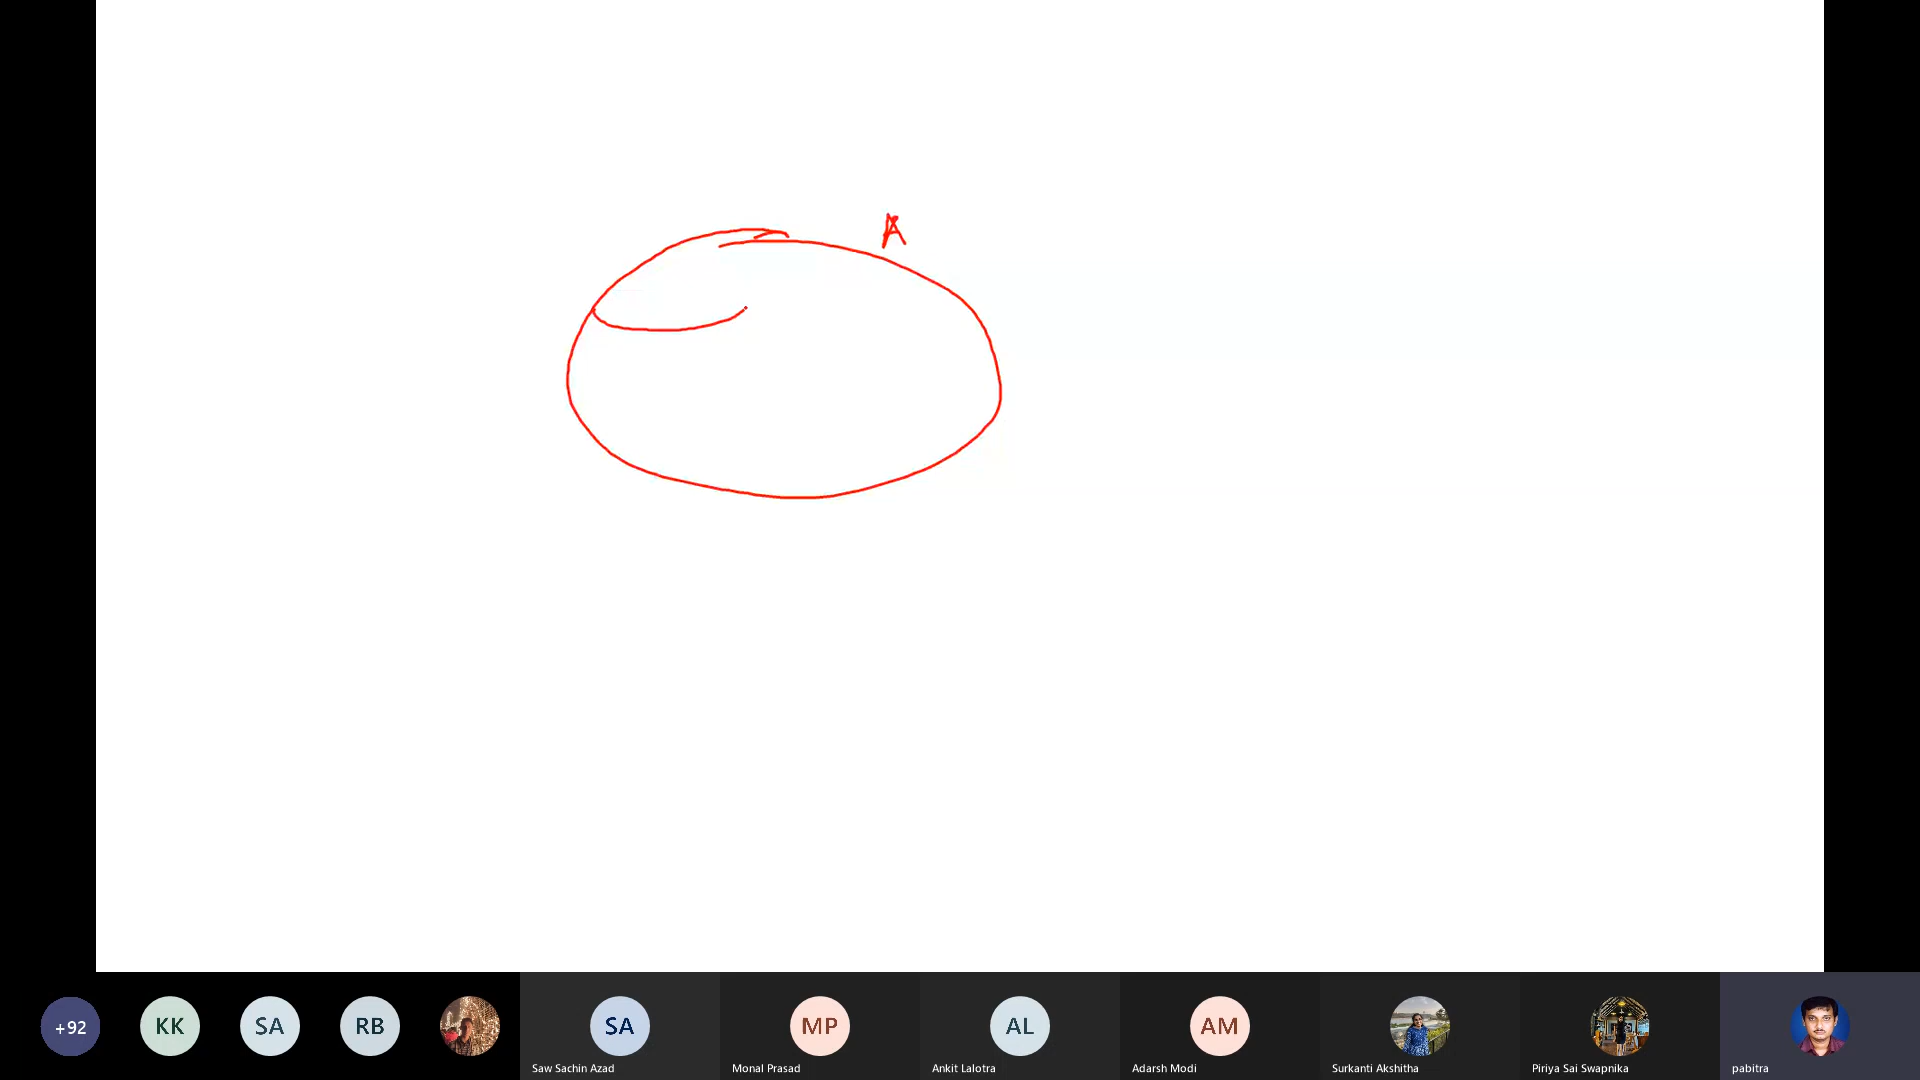 A
+92
KK
SA
RB
SA
MP
AL
AM
Saw Sachin Azad
Monal Prasad
Ankit Lalotra
Adarsh Modi
Surkanti Akshitha
Piriya Sai Swapnika
pabitra